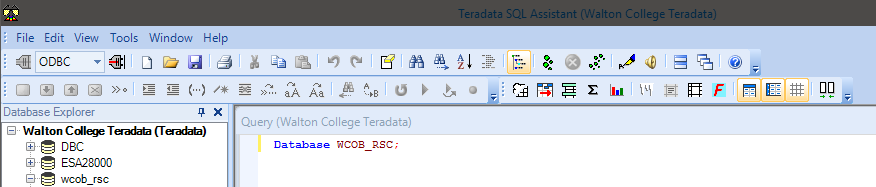 Teradata SQL Assistant (Walton College Teradata)
File Edit View Tools Window Help
ODBC
Database Explorer
Walton College Teradata (Teradata)
DBC
ESA28000
wcob_rsc
Query (Walton College Teradata)
Database WCOB_RSC;